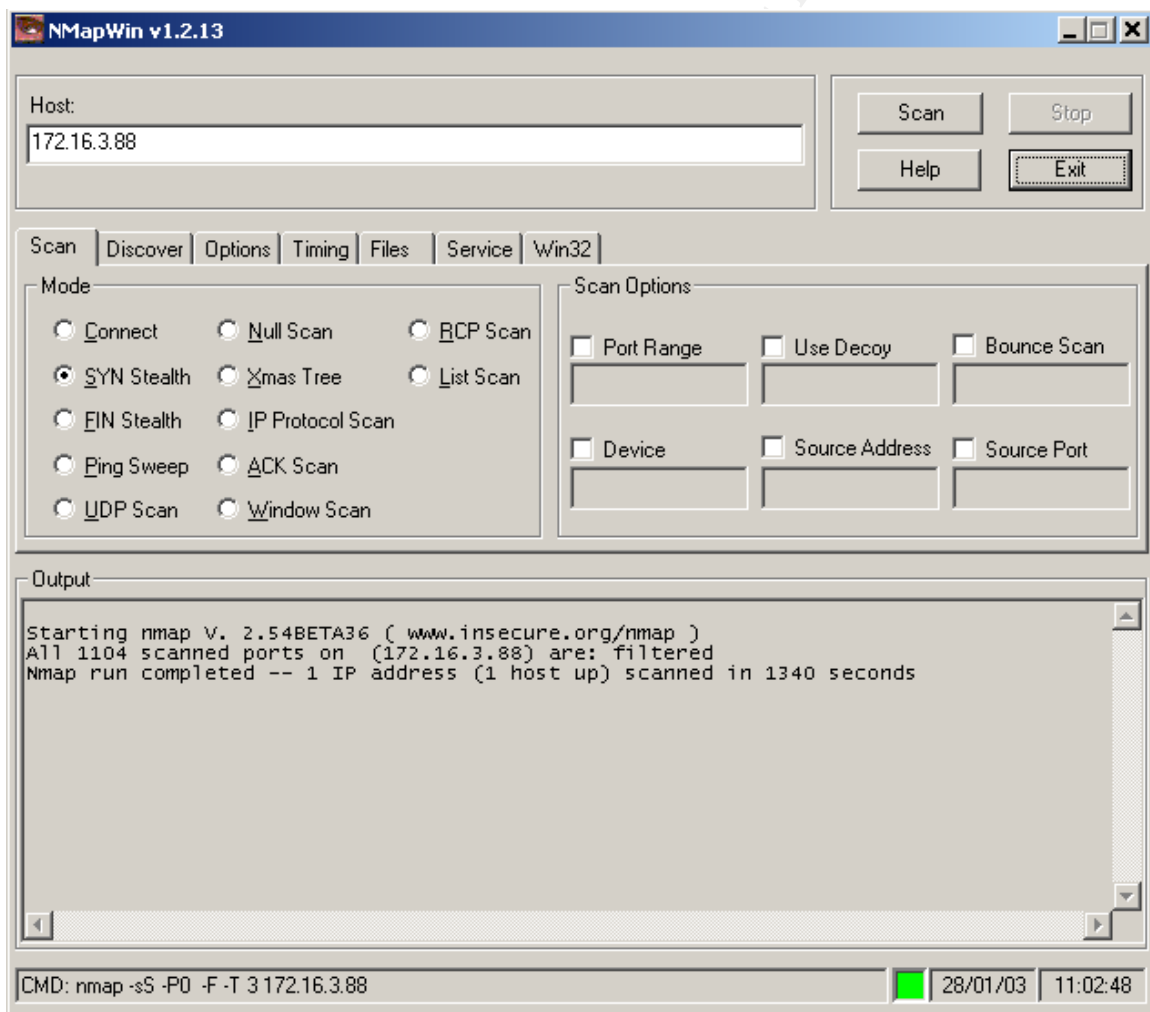 NMapWin v1.2.13
Host:
172.16.3.88
Scan Stop
Help Exit
Scan Discover Options Timing Files Service Win32
Mode
Connect Null Scan RCP Scan
SYN Stealth Xmas Tree List Scan
FIN Stealth IP Protocol Scan
Ping Sweep ACK Scan
UDP Scan Window Scan
Scan Options
Port Range Use Decoy Bounce Scan
Device Source Address Source Port
Output
Starting nmap V. 2.54BETA36 ( www.insecure.org/nmap )
All 1104 scanned ports on (172.16.3.88) are: filtered
Nmap run completed -- 1 IP address (1 host up) scanned in 1340 seconds
CMD: nmap -sS -P0 -F -T 3 172.16.3.88 28/01/03 11:02:48